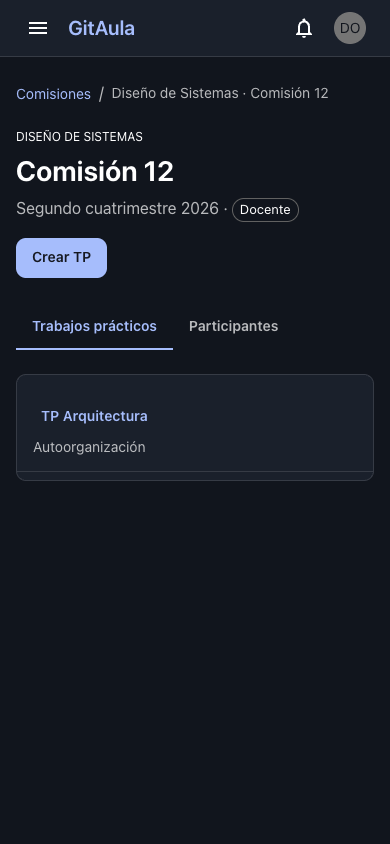 GitAula
DO
Comisiones / Diseño de Sistemas · Comisión 12
DISEÑO DE SISTEMAS
Comisión 12
Segundo cuatrimestre 2026 · Docente
Crear TP
Trabajos prácticos Participantes
TP Arquitectura
Autoorganización